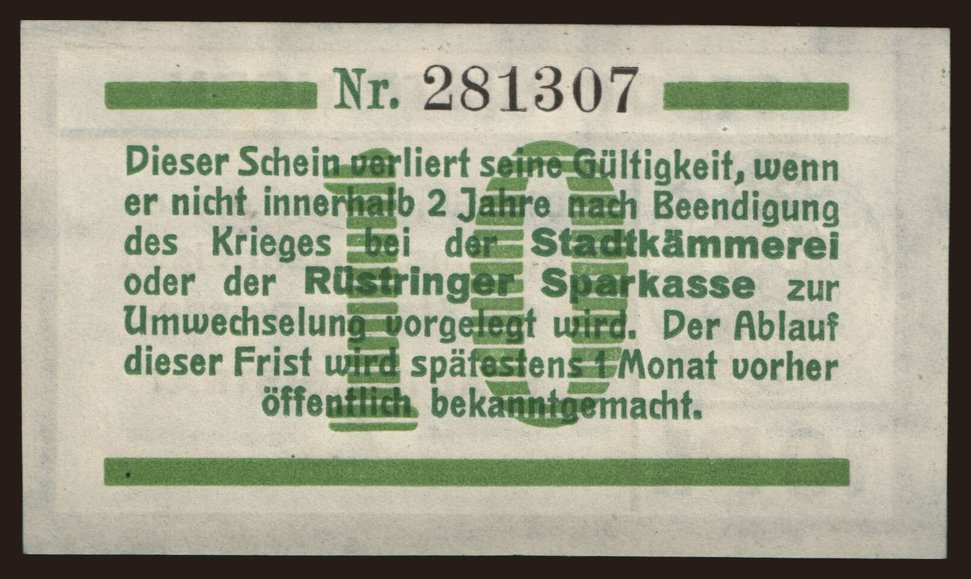 Nr. 281307
10
Dieser Schein verliert seine Gültigkeit, wenn
er nicht innerhalb 2 Jahre nach Beendigung
des Krieges bei der Stadtkämmerei
oder der Rüstringer Sparkasse zur
Umwechselung vorgelegt wird. Der Ablauf
dieser Frist wird spätestens 1 Monat vorher
öffentlich bekanntgemacht.